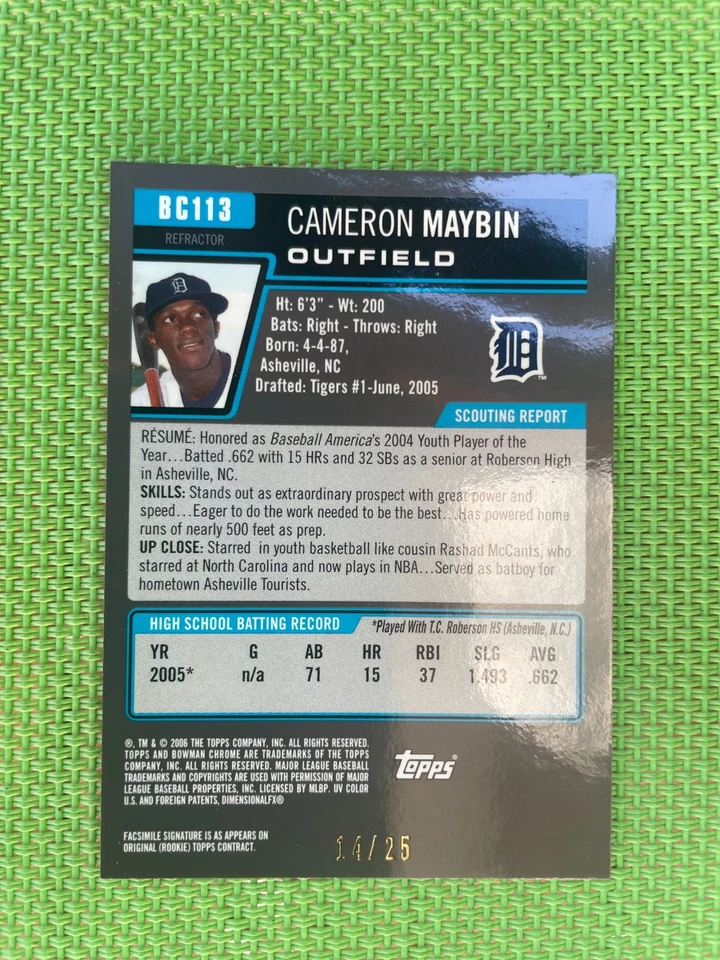 BC113
REFRACTOR
CAMERON MAYBIN
OUTFIELD
D
Ht: 6'3" - Wt: 200
Bats: Right - Throws: Right
Born: 4-4-87,
Asheville, NC
Drafted: Tigers #1-June, 2005
D
TM
SCOUTING REPORT
RÉSUMÉ: Honored as Baseball America's 2004 Youth Player of the
Year...Batted .662 with 15 HRs and 32 SBs as a senior at Roberson High
in Asheville, NC.
SKILLS: Stands out as extraordinary prospect with great power and
speed...Eager to do the work needed to be the best...Has powered home
runs of nearly 500 feet as prep.
UP CLOSE: Starred in youth basketball like cousin Rashad McCants, who
starred at North Carolina and now plays in NBA...Served as batboy for
hometown Asheville Tourists.
HIGH SCHOOL BATTING RECORD *Played With T.C. Roberson HS (Asheville, N.C.)
YR G AB HR RBI SLG AVG
2005* n/a 71 15 37 1.493 .662
®, TM & © 2006 THE TOPPS COMPANY, INC. ALL RIGHTS RESERVED.
TOPPS AND BOWMAN CHROME ARE TRADEMARKS OF THE TOPPS
COMPANY, INC. ALL RIGHTS RESERVED. MAJOR LEAGUE BASEBALL
TRADEMARKS AND COPYRIGHTS ARE USED WITH PERMISSION OF MAJOR
LEAGUE BASEBALL PROPERTIES, INC. LICENSED BY MLBP. UV COLOR
U.S. AND FOREIGN PATENTS, DIMENSIONALFX®
Topps®
FACSIMILE SIGNATURE IS AS APPEARS ON
ORIGINAL (ROOKIE) TOPPS CONTRACT.
14/25